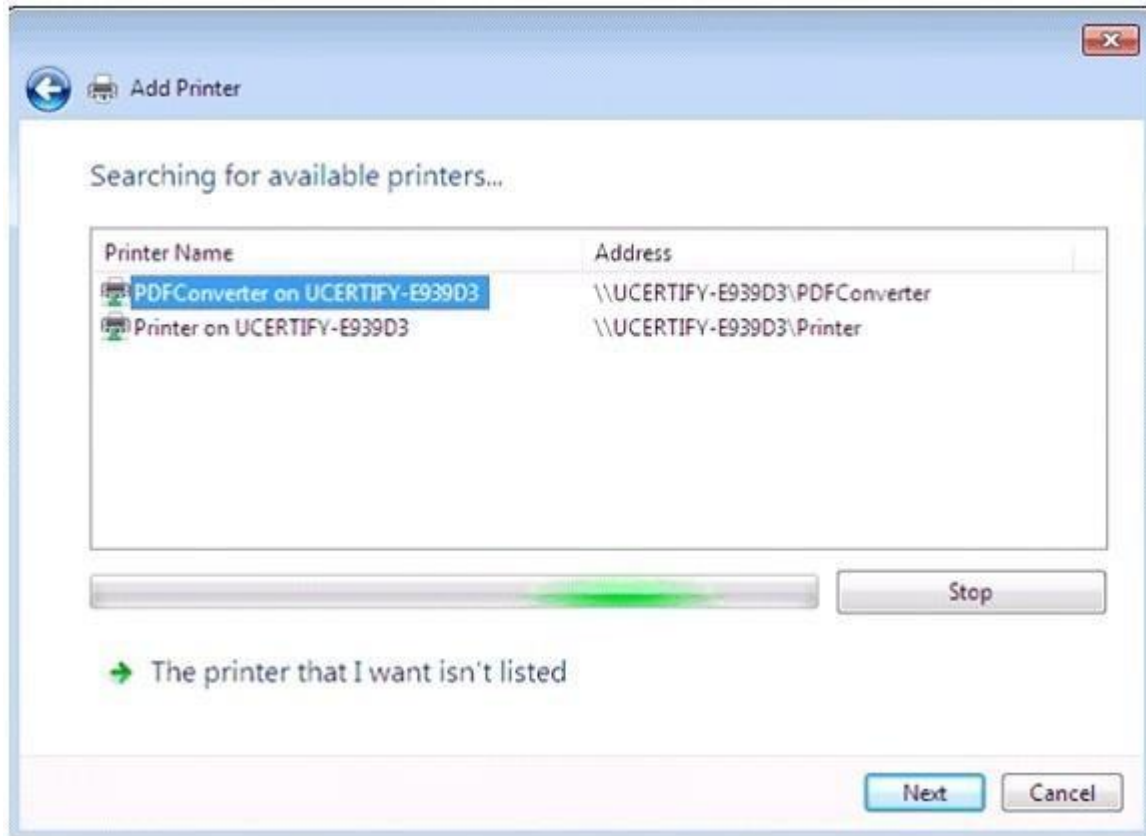 Add Printer
Searching for available printers...
Printer Name Address
PDFConverter on UCERTIFY-E939D3 \\UCERTIFY-E939D3\PDFConverter
Printer on UCERTIFY-E939D3 \\UCERTIFY-E939D3\Printer
Stop
The printer that I want isn't listed
Next Cancel